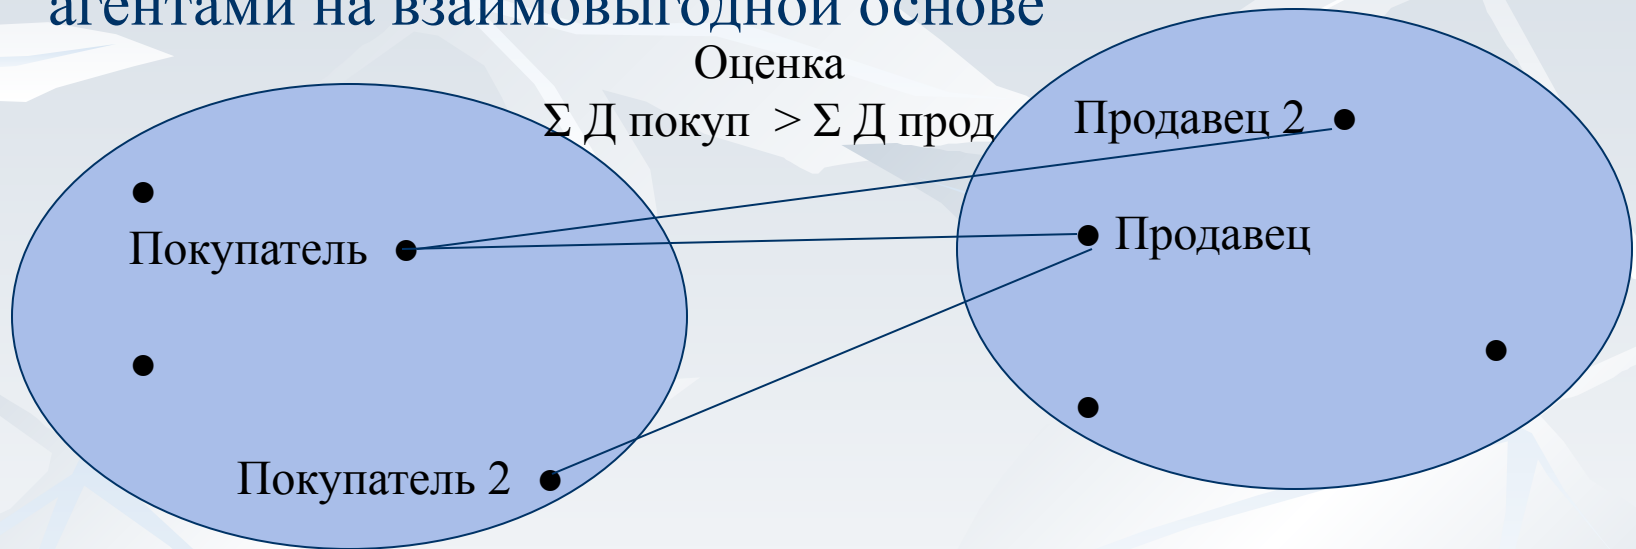 агентами на взаимовыгодной основе
Оценка
Σ Д покуп > Σ Д прод
Продавец 2
Покупатель
Продавец
Покупатель 2